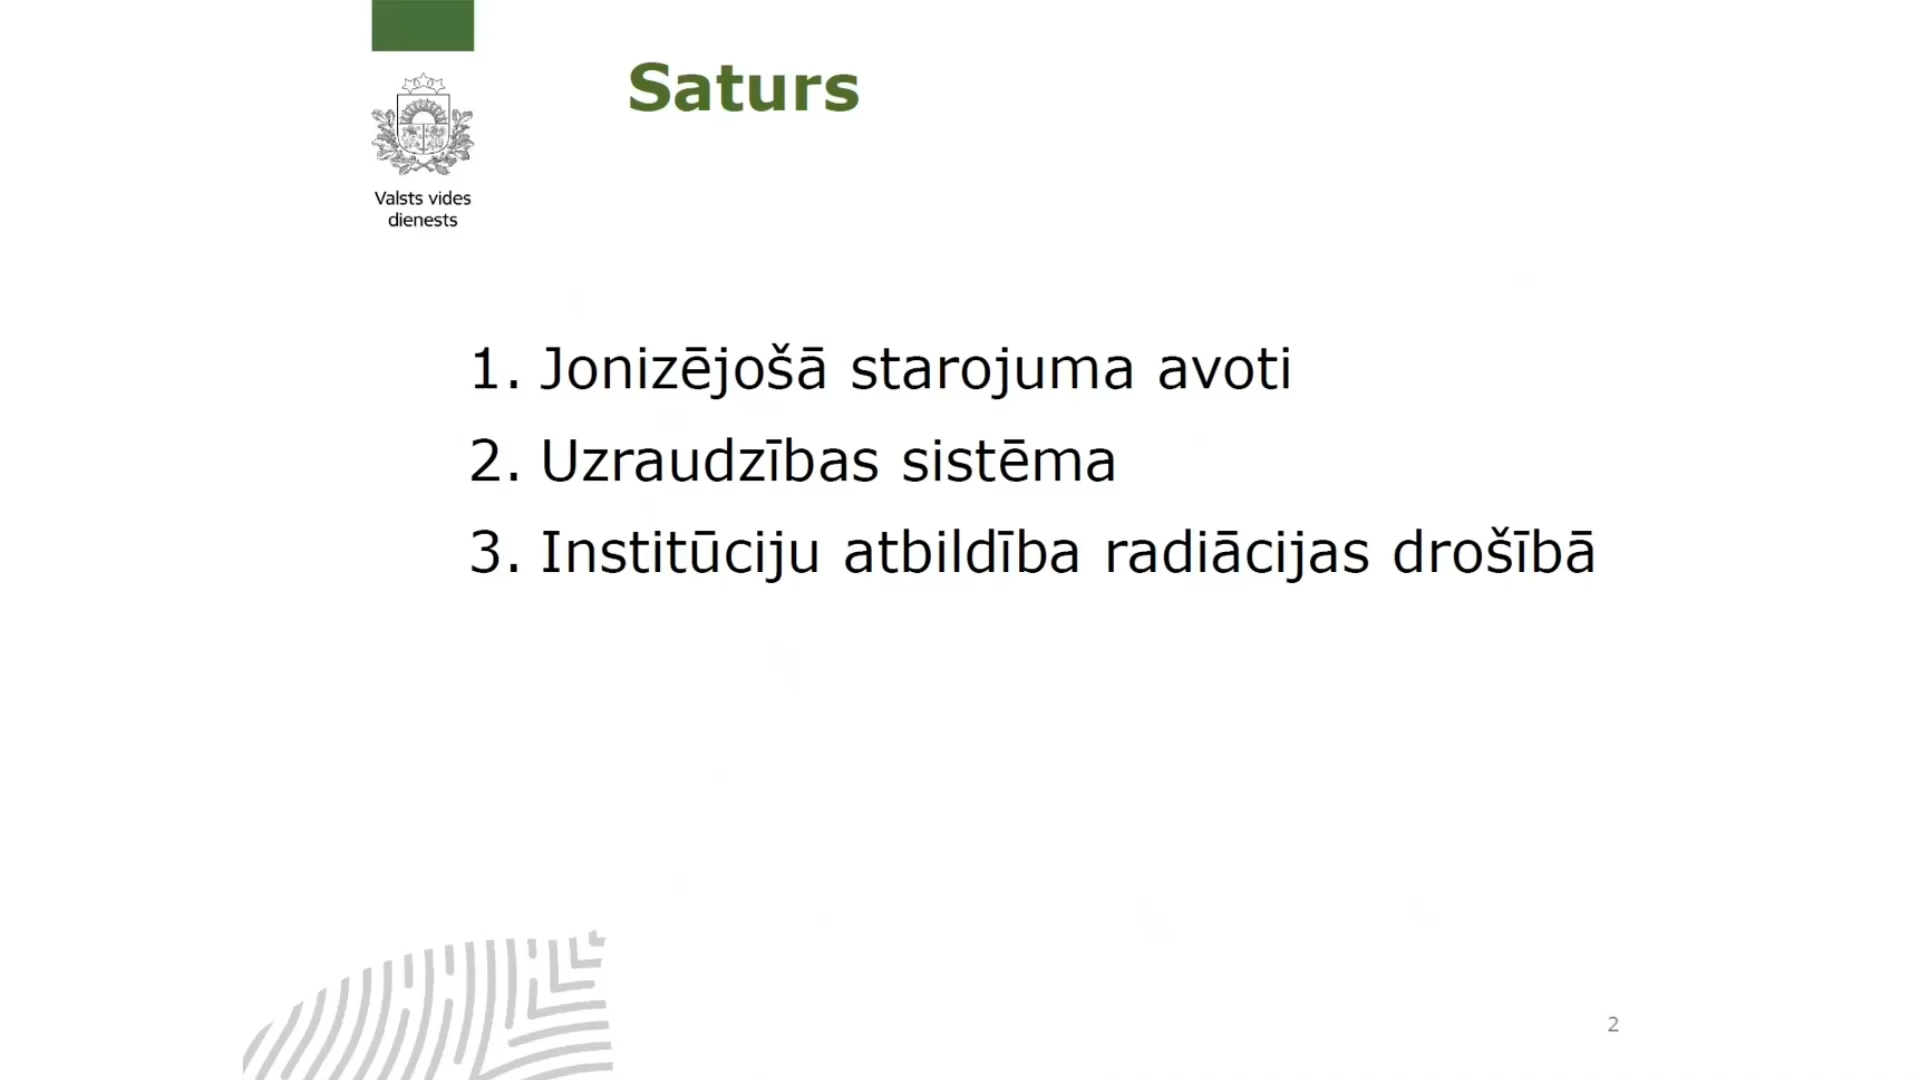 Saturs
Valsts vides
dienests
1. Jonizējošā starojuma avoti
2. Uzraudzības sistēma
3. Institūciju atbildība radiācijas drošībā
2